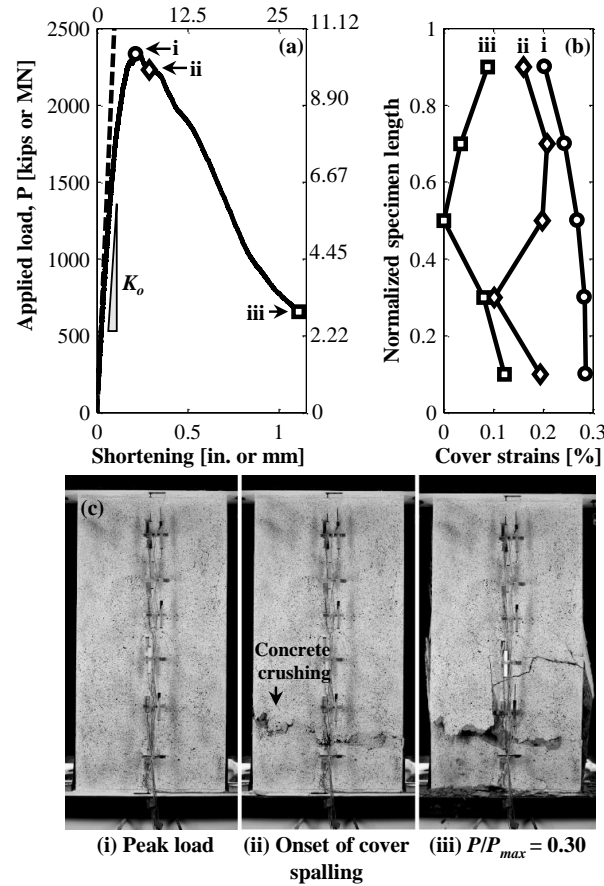 0 12.5 25
2500 11.12
(a)
i
ii
2000 8.90
1500 6.67
1000 4.45
K_o
iii
500 2.22
0 0
0 0.5 1
Applied load, P [kips or MN]
Shortening [in. or mm]
1
iii ii i (b)
0.8
0.6
0.4
0.2
0
0 0.1 0.2 0.3
Normalized specimen length
Cover strains [%]
(c)
Concrete
crushing
(i) Peak load
(ii) Onset of cover
spalling
(iii) P/P_max = 0.30